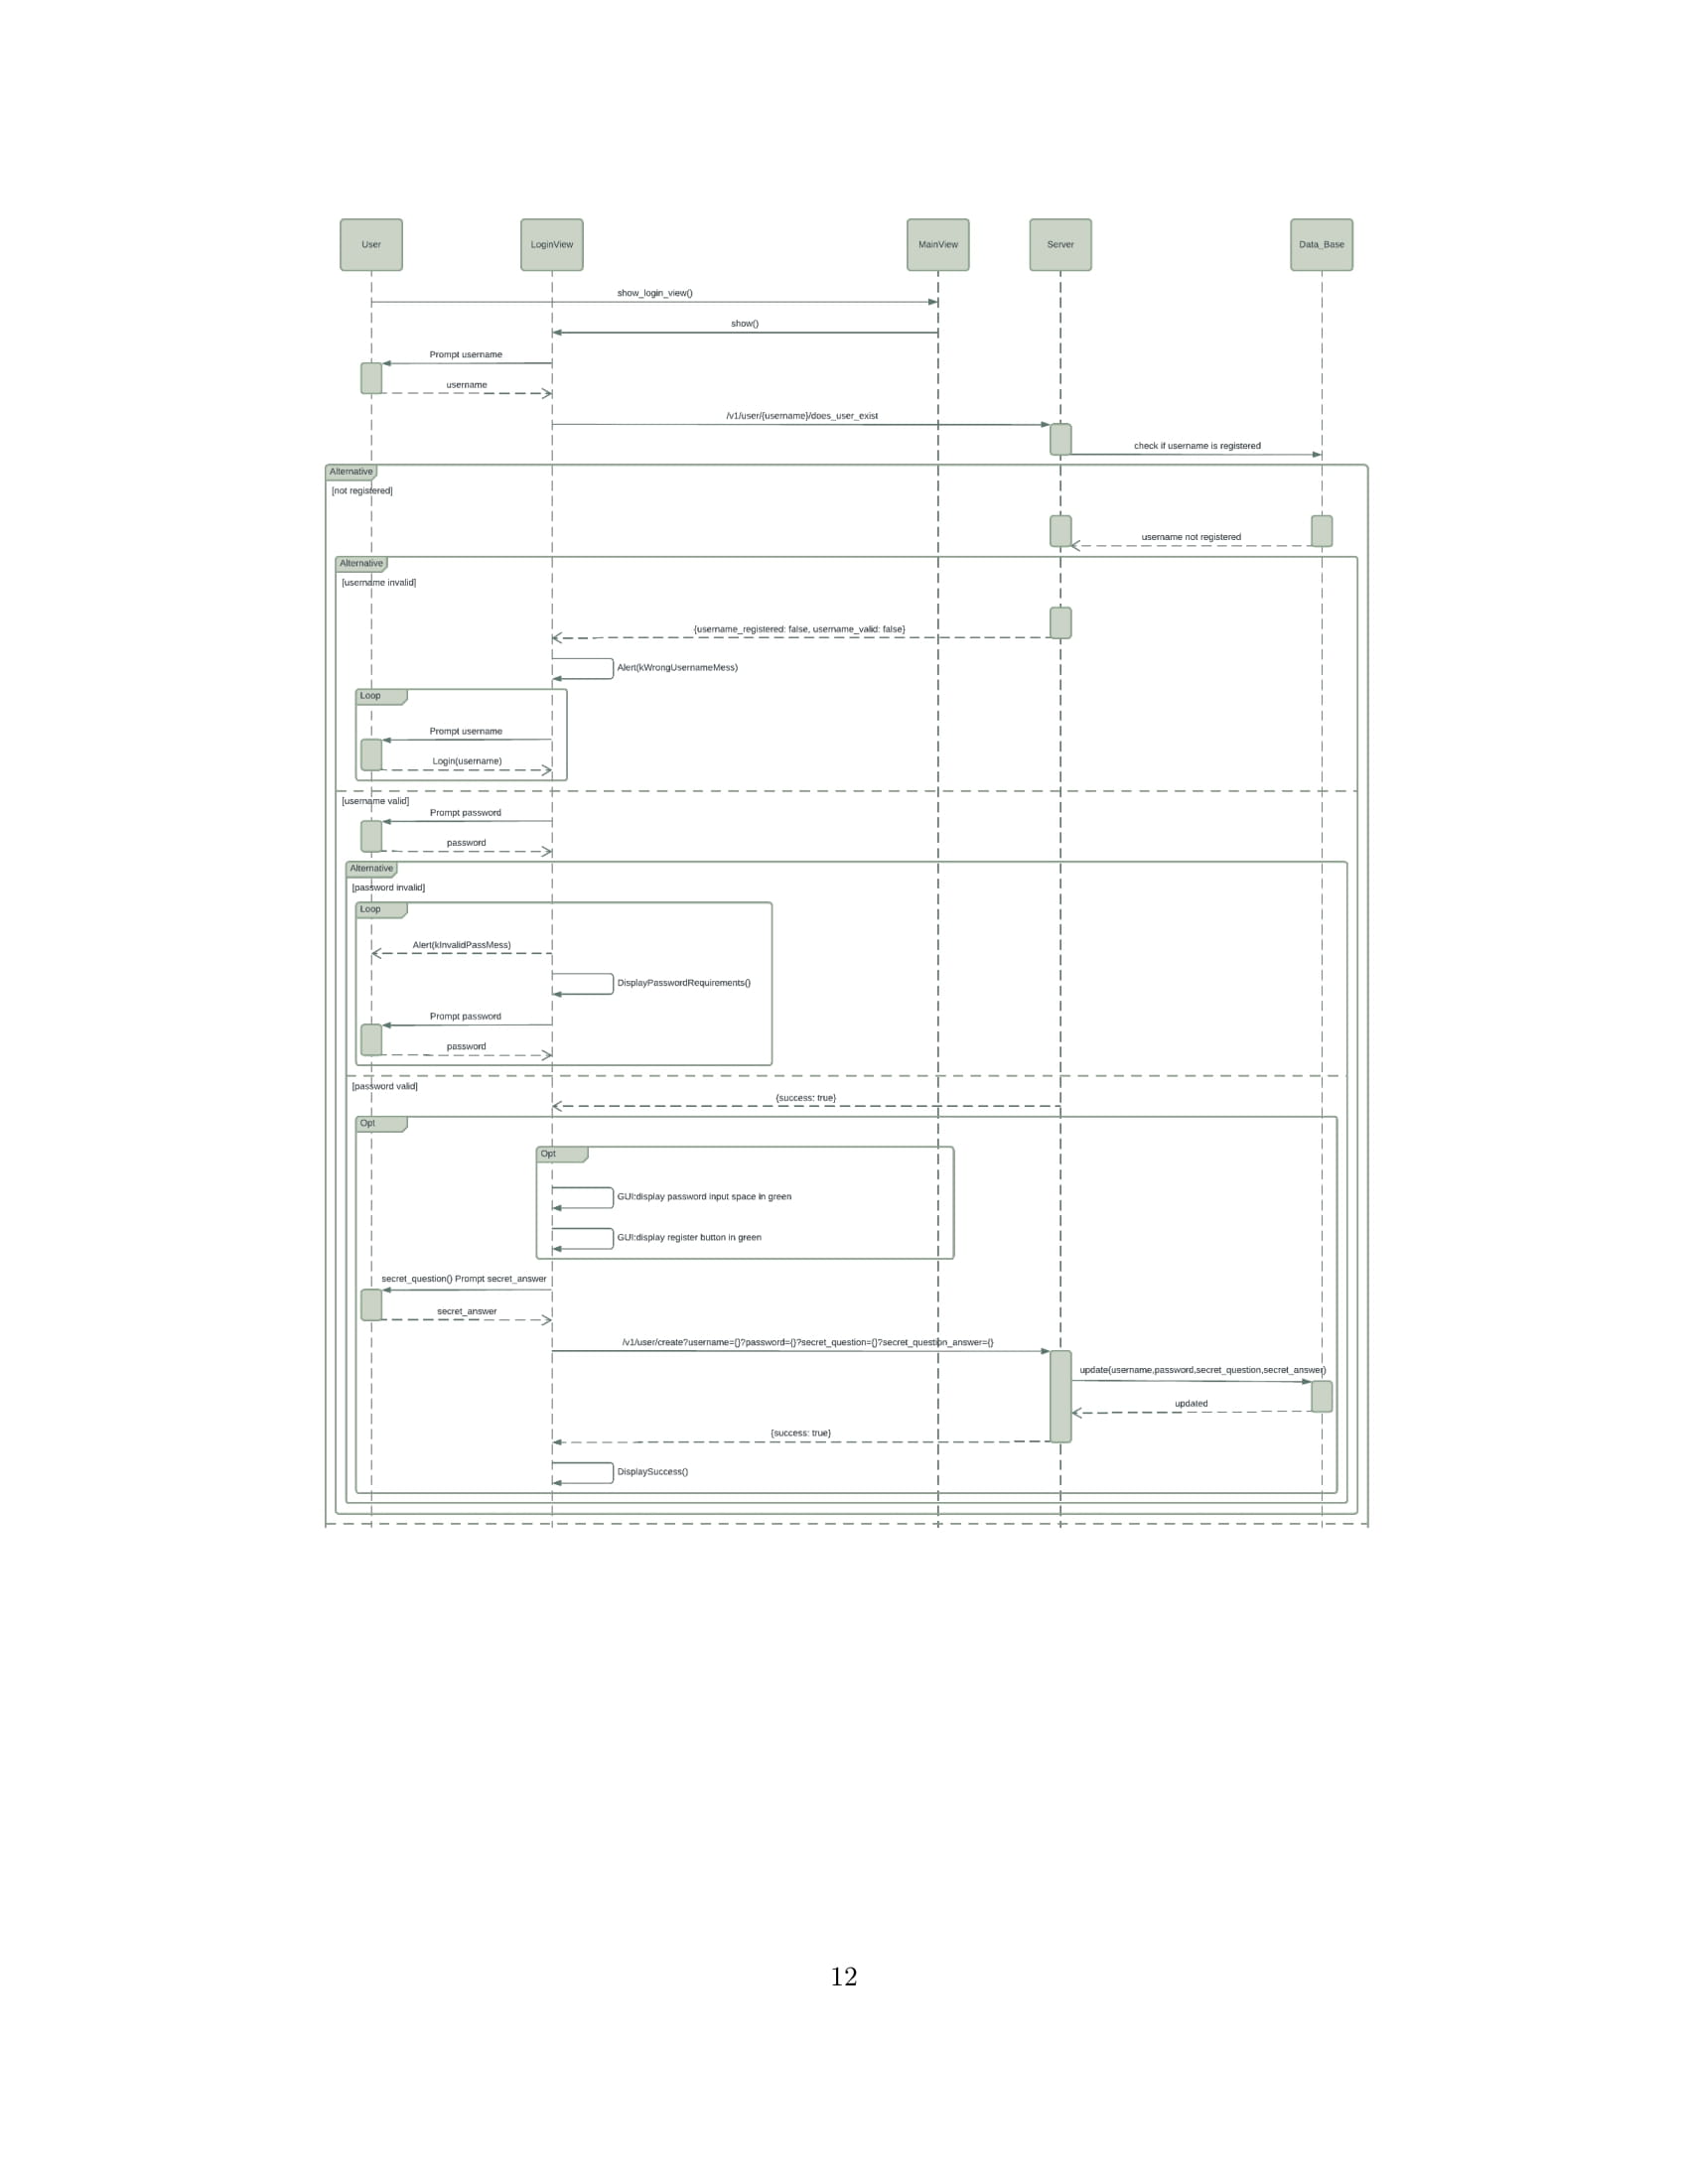 User
LoginView
MainView
Server
Data_Base
show_login_view()
show()
Prompt username
username
/v1/user/{username}/does_user_exist
check if username is registered
Alternative
[not registered]
username not registered
Alternative
[username invalid]
{username_registered: false, username_valid: false}
Alert(kWrongUsernameMess)
Loop
Prompt username
Login(username)
[username valid]
Prompt password
password
Alternative
[password invalid]
Loop
Alert(kInvalidPassMess)
DisplayPasswordRequirements()
Prompt password
password
[password valid]
{success: true}
Opt
Opt
GUI:display password input space in green
GUI:display register button in green
secret_question() Prompt secret_answer
secret_answer
/v1/user/create?username={}?password={}?secret_question={}?secret_question_answer={}
update(username,password,secret_question,secret_answer)
updated
{success: true}
DisplaySuccess()
12